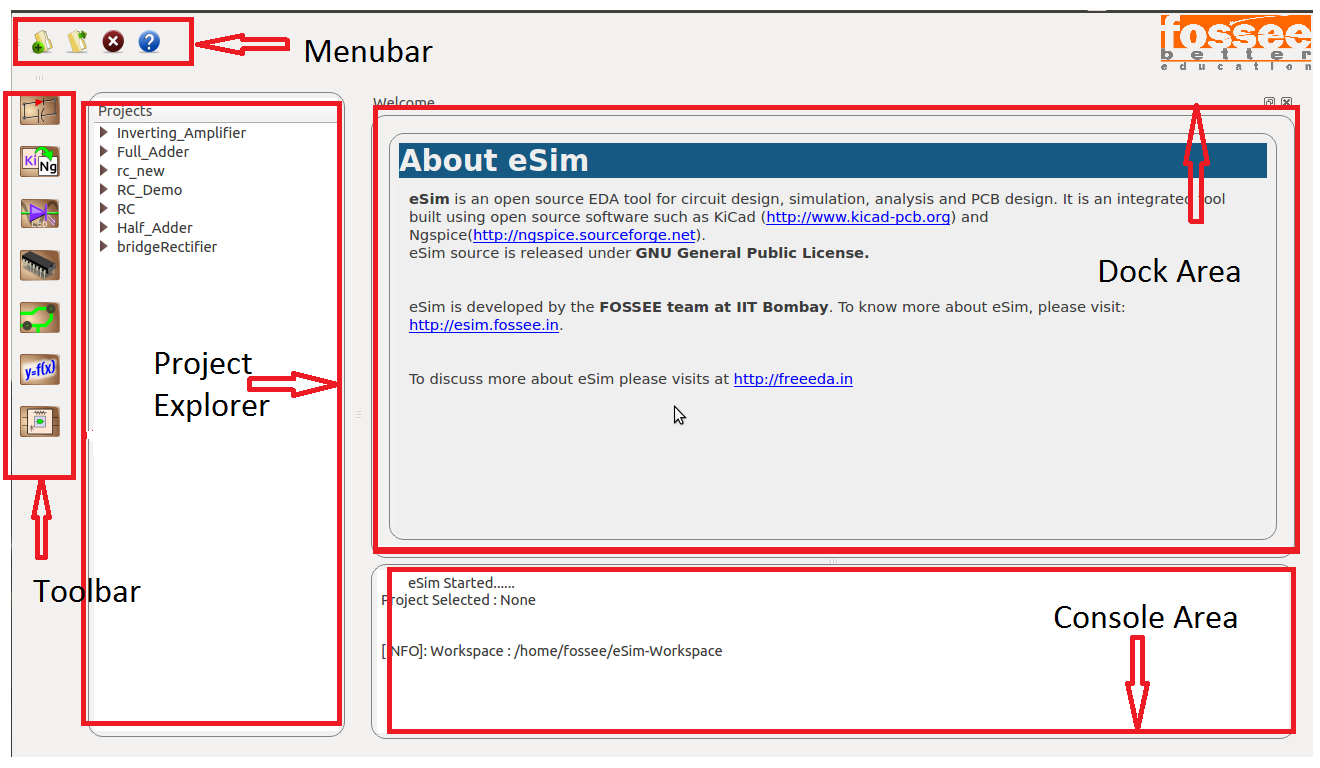 Menubar
fossee
better
education
Projects
Inverting_Amplifier
Full_Adder
rc_new
RC_Demo
RC
Half_Adder
bridgeRectifier
Project
Explorer
Toolbar
Ki
Ng
y=f(x)
Welcome
About eSim
eSim is an open source EDA tool for circuit design, simulation, analysis and PCB design. It is an integrated tool
built using open source software such as KiCad (http://www.kicad-pcb.org) and
Ngspice(http://ngspice.sourceforge.net).
eSim source is released under GNU General Public License.
Dock Area
eSim is developed by the FOSSEE team at IIT Bombay. To know more about eSim, please visit:
http://esim.fossee.in.
To discuss more about eSim please visits at http://freeeda.in
eSim Started......
Project Selected : None
Console Area
[INFO]: Workspace : /home/fossee/eSim-Workspace